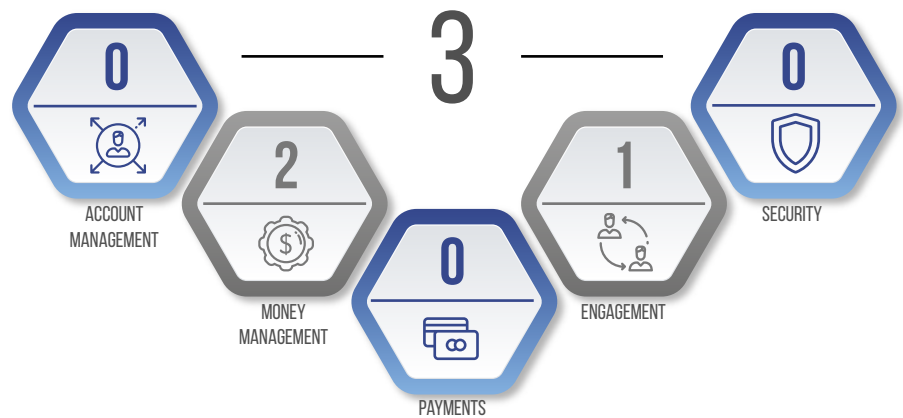 3
0
ACCOUNT
MANAGEMENT
2
$
MONEY
MANAGEMENT
0
PAYMENTS
1
ENGAGEMENT
0
SECURITY